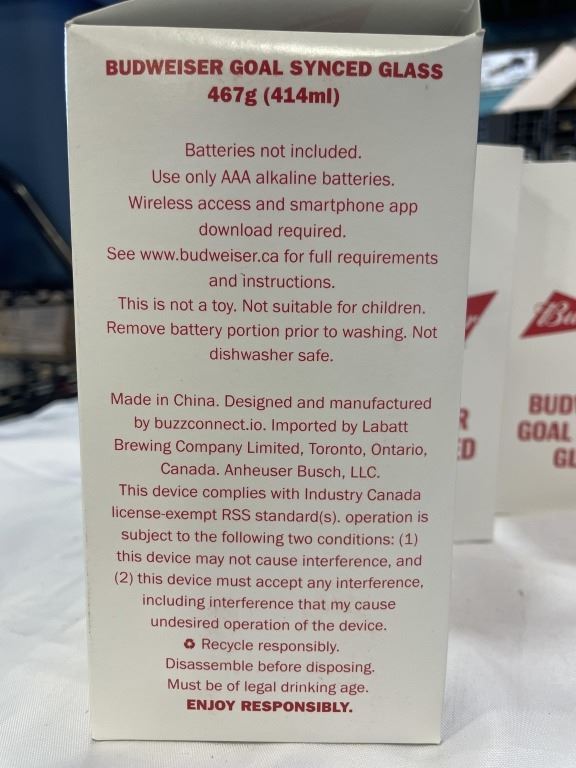 BUDWEISER GOAL SYNCED GLASS
467g (414ml)
Batteries not included.
Use only AAA alkaline batteries.
Wireless access and smartphone app
download required.
See www.budweiser.ca for full requirements
and instructions.
This is not a toy. Not suitable for children.
Remove battery portion prior to washing. Not
dishwasher safe.
Made in China. Designed and manufactured
by buzzconnect.io. Imported by Labatt
Brewing Company Limited, Toronto, Ontario,
Canada. Anheuser Busch, LLC.
This device complies with Industry Canada
license-exempt RSS standard(s). operation is
subject to the following two conditions: (1)
this device may not cause interference, and
(2) this device must accept any interference,
including interference that my cause
undesired operation of the device.
♻ Recycle responsibly.
Disassemble before disposing.
Must be of legal drinking age.
ENJOY RESPONSIBLY.
R
ED
Bu
BUDW
GOAL
GL